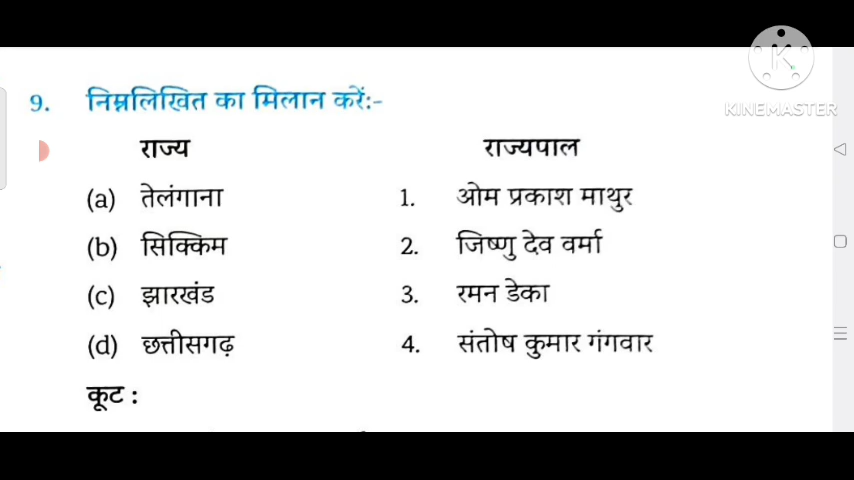 KINEMASTER
9. निम्नलिखित का मिलान करें:-
राज्य राज्यपाल
(a) तेलंगाना 1. ओम प्रकाश माथुर
(b) सिक्किम 2. जिष्णु देव वर्मा
(c) झारखंड 3. रमन डेका
(d) छत्तीसगढ़ 4. संतोष कुमार गंगवार
कूट :